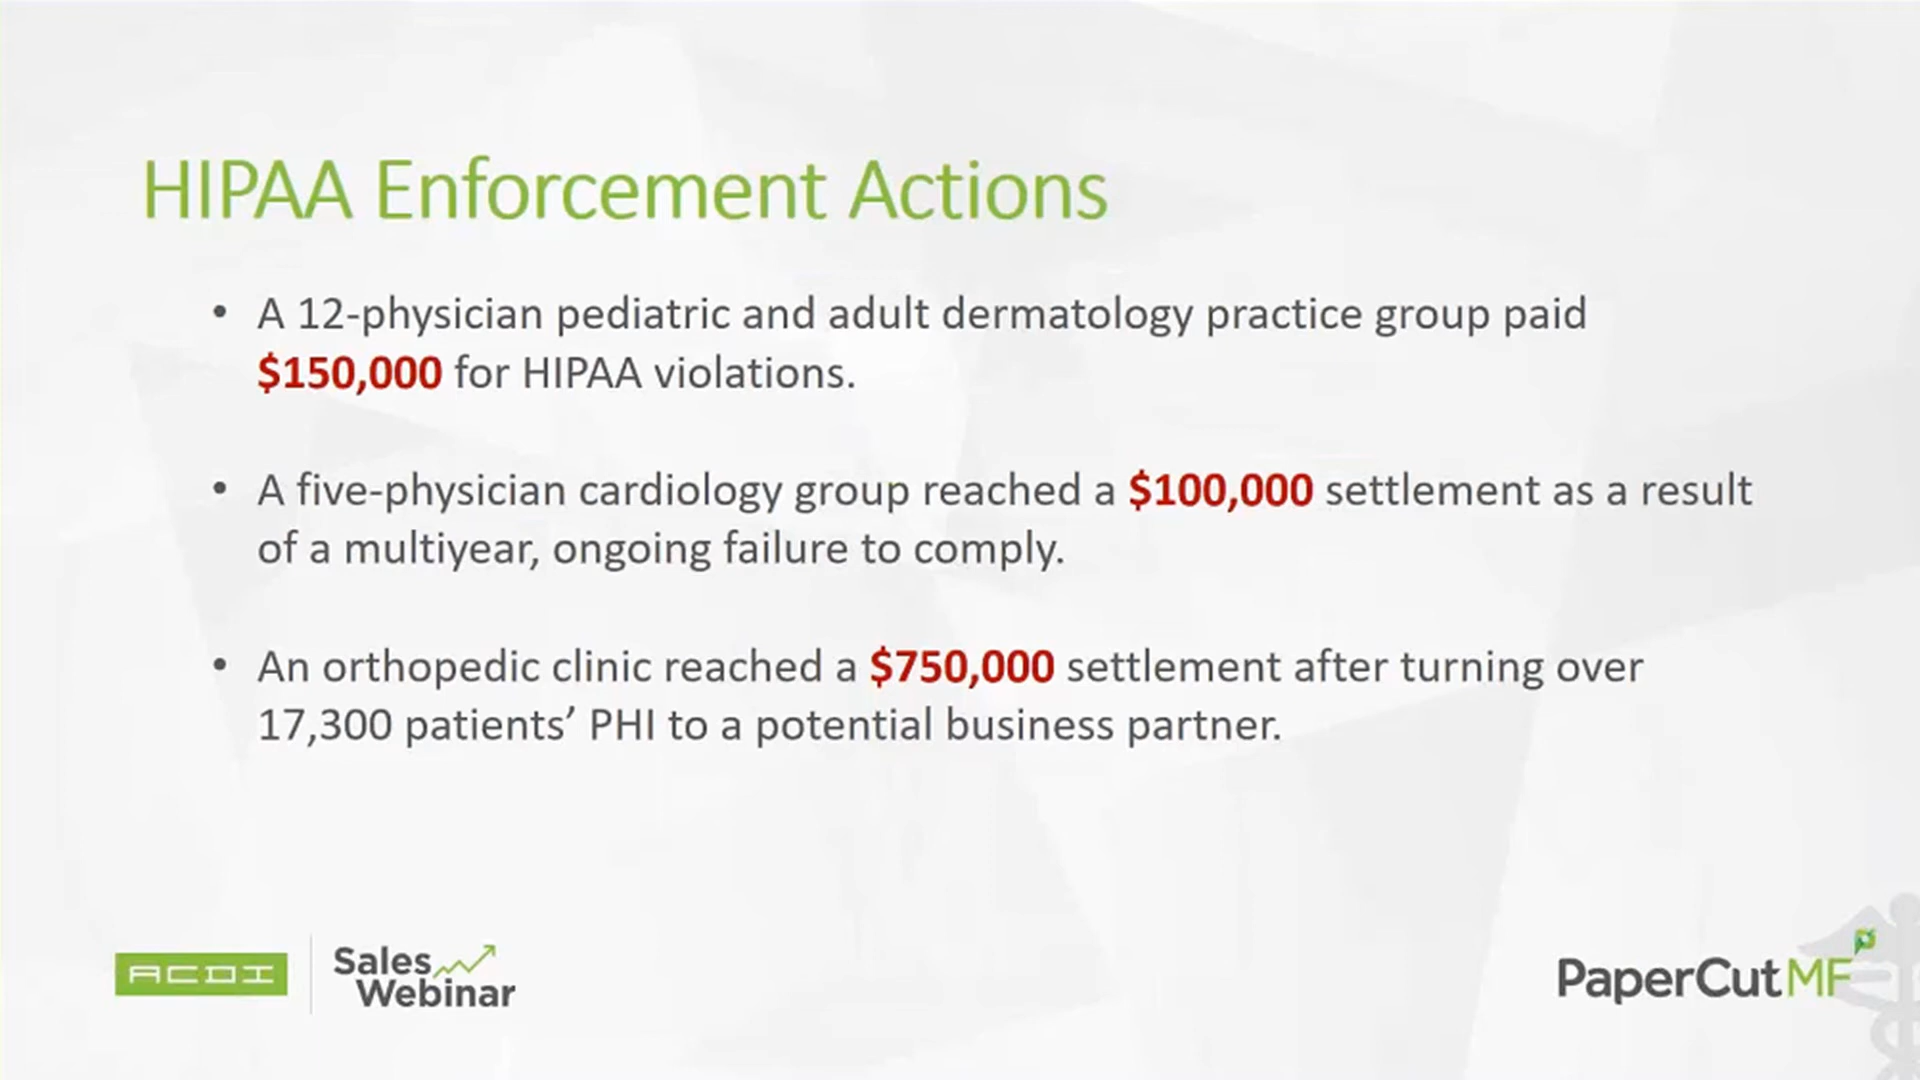 HIPAA Enforcement Actions
• A 12-physician pediatric and adult dermatology practice group paid
$150,000 for HIPAA violations.
• A five-physician cardiology group reached a $100,000 settlement as a result
of a multiyear, ongoing failure to comply.
• An orthopedic clinic reached a $750,000 settlement after turning over
17,300 patients’ PHI to a potential business partner.
ACDI
Sales
Webinar
PaperCutMF